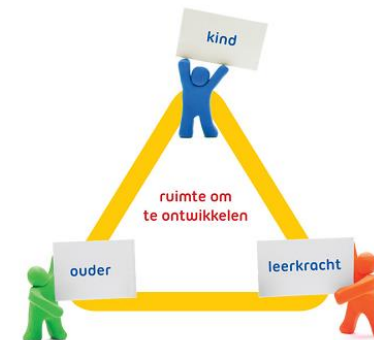 kind
ruimte om
te ontwikkelen
ouder
leerkracht